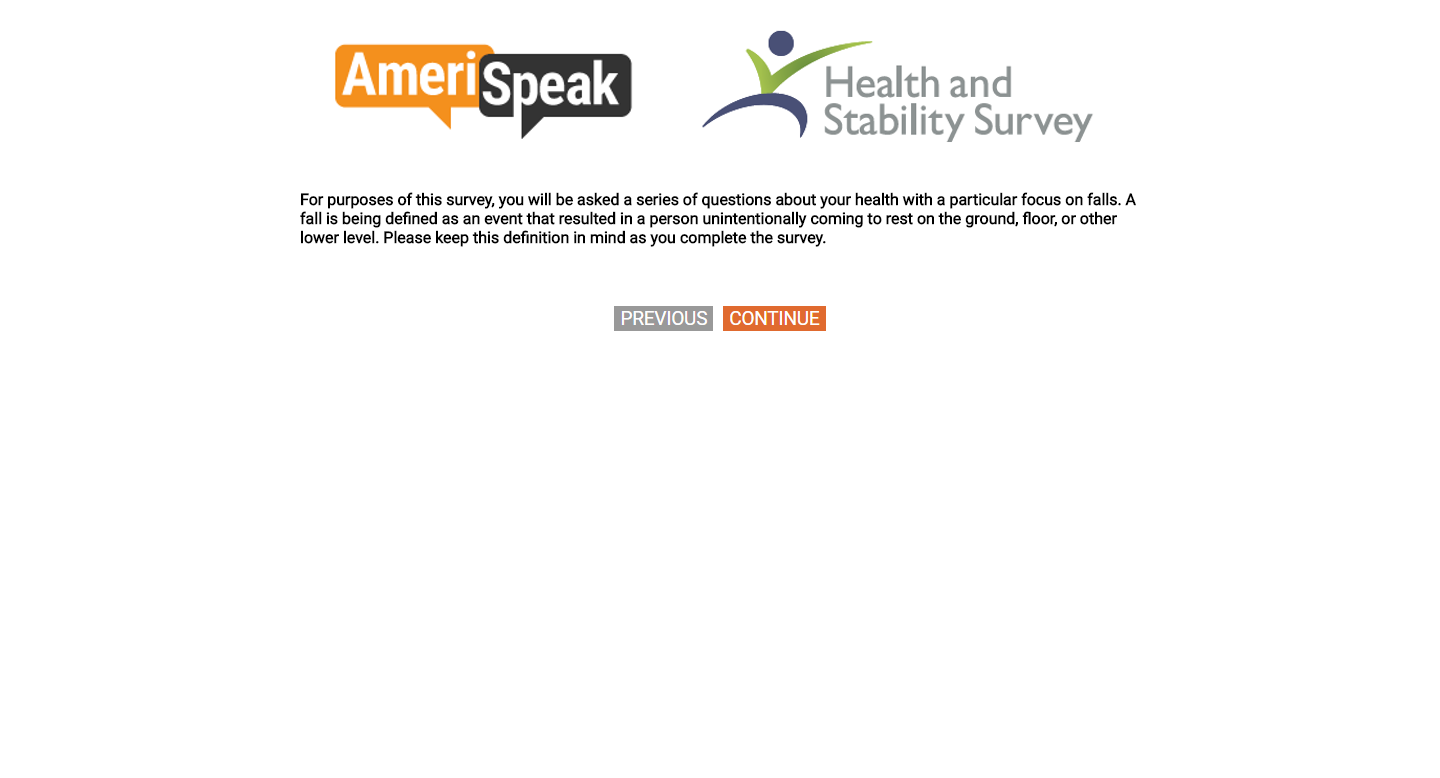 AmeriSpeak
Health and
Stability Survey
For purposes of this survey, you will be asked a series of questions about your health with a particular focus on falls. A
fall is being defined as an event that resulted in a person unintentionally coming to rest on the ground, floor, or other
lower level. Please keep this definition in mind as you complete the survey.
PREVIOUS CONTINUE